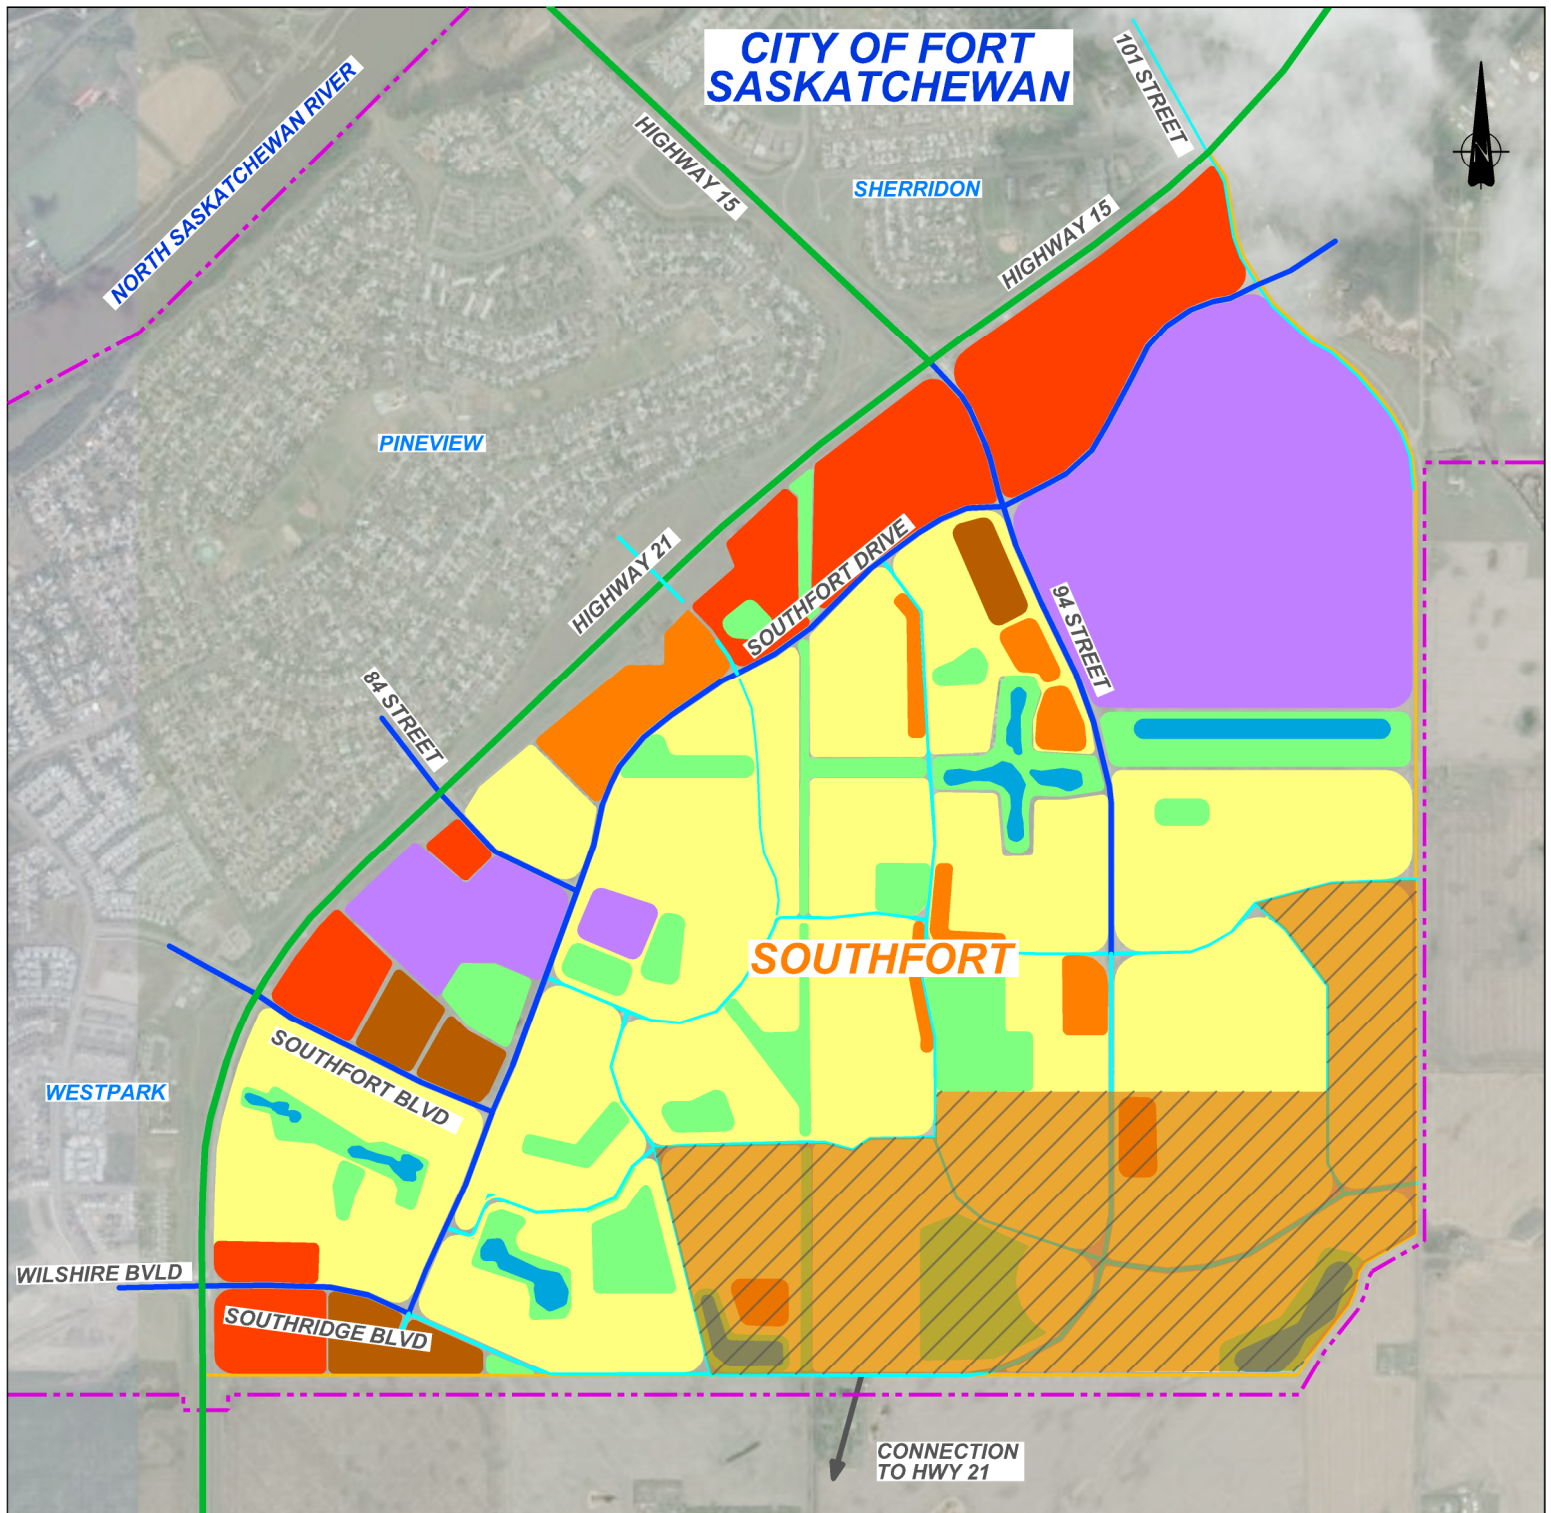 CITY OF FORT
SASKATCHEWAN
101 STREET
N
NORTH SASKATCHEWAN RIVER
HIGHWAY 15
SHERRIDON
HIGHWAY 15
PINEVIEW
HIGHWAY 21
SOUTHFORT DRIVE
94 STREET
84 STREET
SOUTHFORT
SOUTHFORT BLVD
WESTPARK
WILSHIRE BVLD
SOUTHRIDGE BLVD
CONNECTION
TO HWY 21